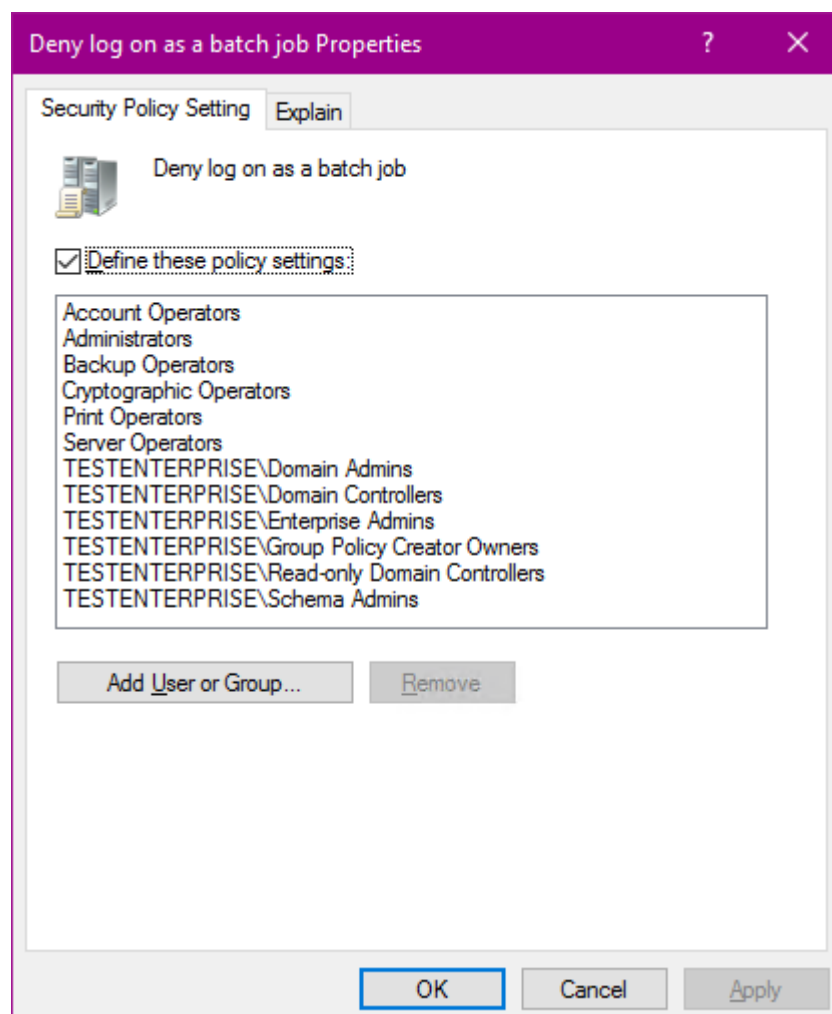 Deny log on as a batch job Properties ? ×
Security Policy Setting Explain
Deny log on as a batch job
Define these policy settings:
Account Operators
Administrators
Backup Operators
Cryptographic Operators
Print Operators
Server Operators
TESTENTERPRISE\Domain Admins
TESTENTERPRISE\Domain Controllers
TESTENTERPRISE\Enterprise Admins
TESTENTERPRISE\Group Policy Creator Owners
TESTENTERPRISE\Read-only Domain Controllers
TESTENTERPRISE\Schema Admins
Add User or Group... Remove
OK Cancel Apply